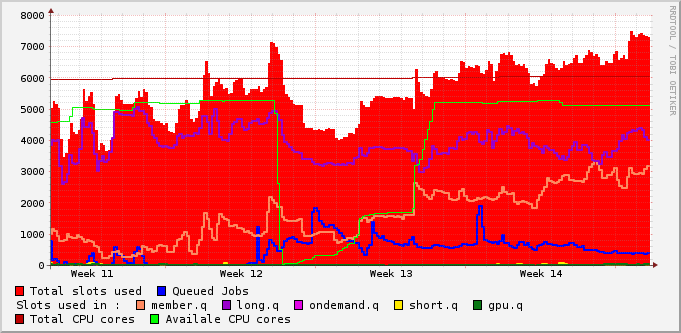 8000
7000
6000
5000
4000
3000
2000
1000
0
Week 11 Week 12 Week 13 Week 14
RRDTOOL / TOBI OETIKER
Total slots used Queued Jobs
Slots used in : member.q long.q ondemand.q short.q gpu.q
Total CPU cores Availale CPU cores